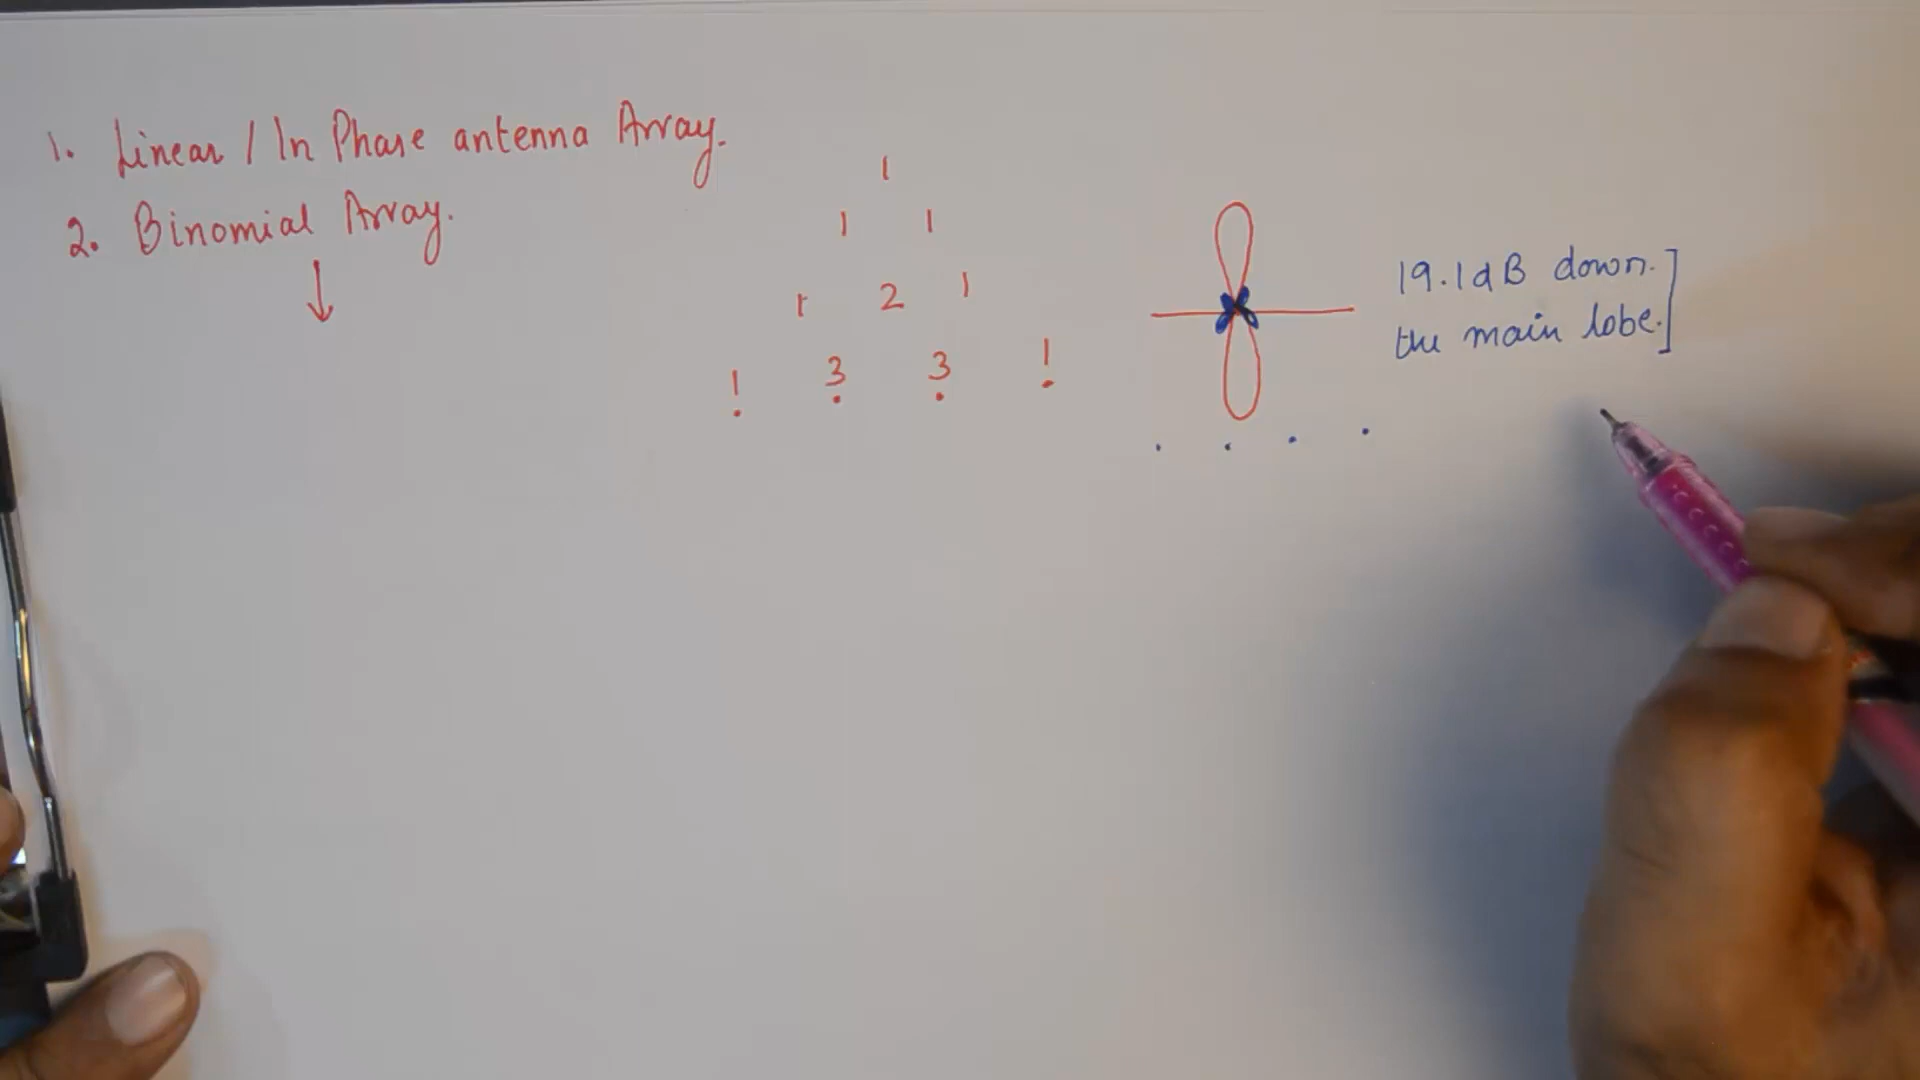 1. Linear / In Phase antenna Array.
2. Binomial Array.
1
1 1
1 2 1
1 3 3 1
19.1dB down.
the main lobe.]